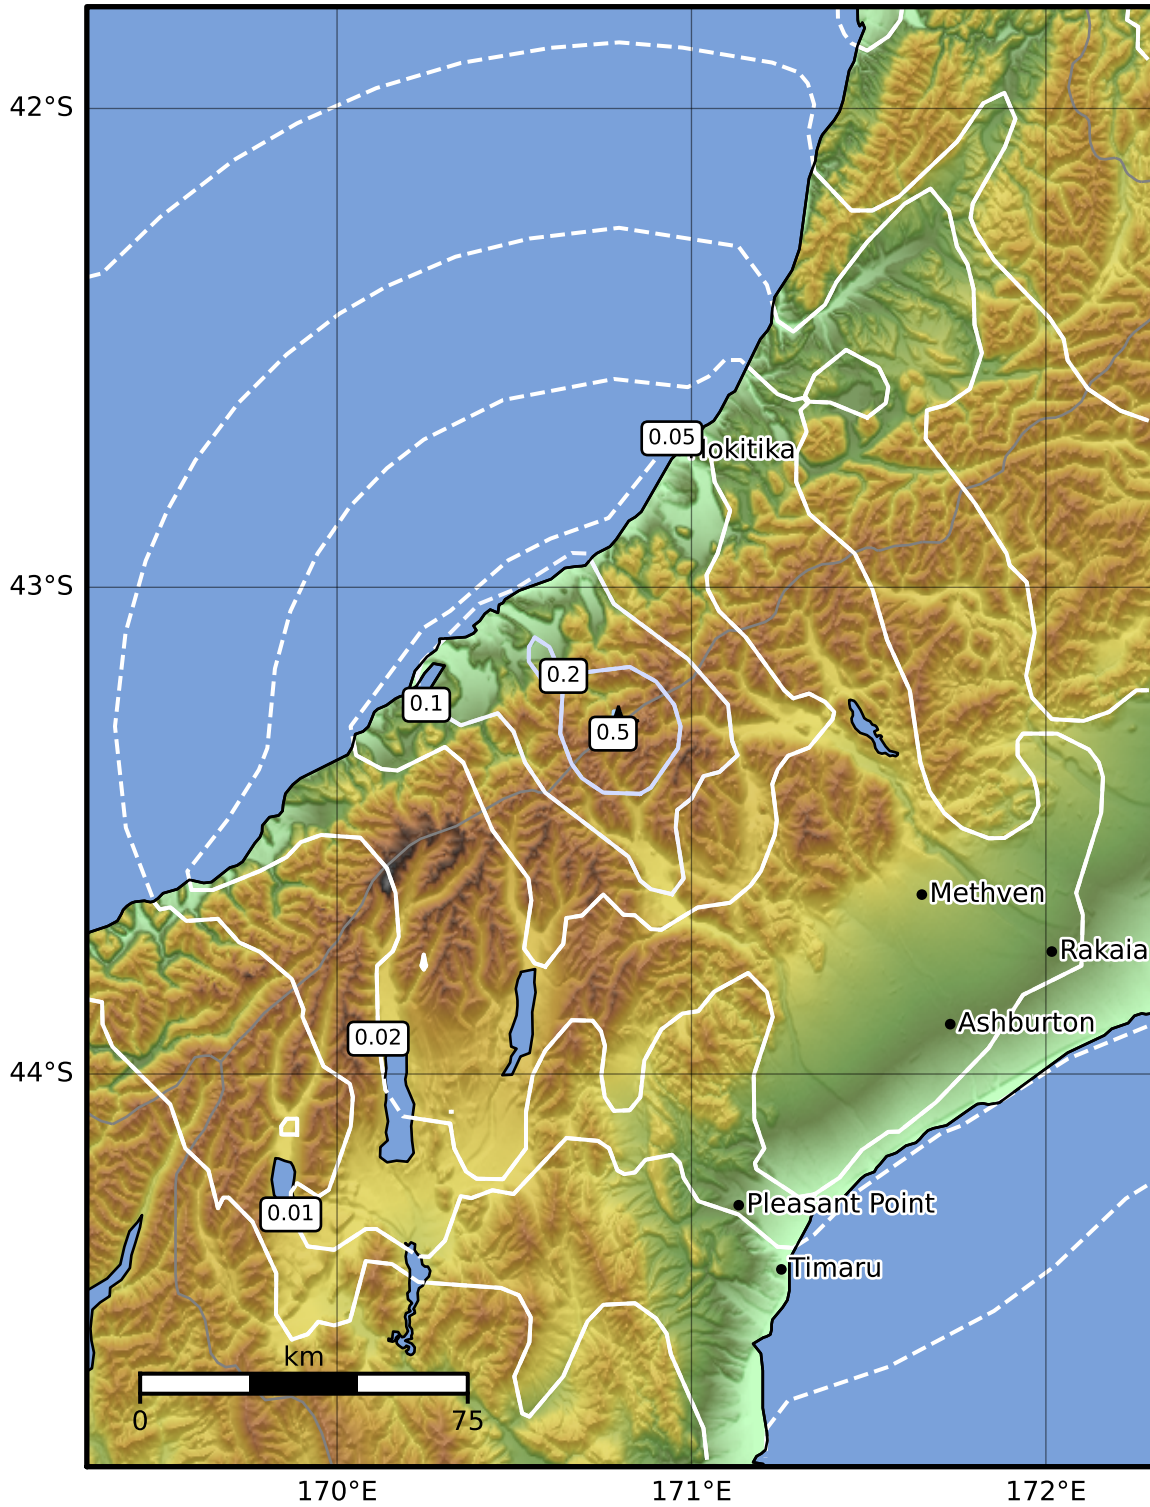 42°S
0.05
Hokitika
43°S
0.2
0.1
0.5
Methven
Rakaia
Ashburton
0.02
44°S
Pleasant Point
0.01
Timaru
km
0
75
170°E
171°E
172°E